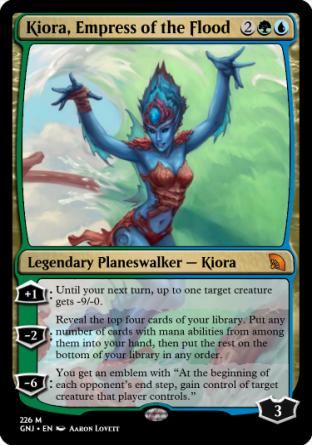 Kiora, Empress of the Flood 2
Legendary Planeswalker — Kiora
+1: Until your next turn, up to one target creature
gets -9/-0.
-2: Reveal the top four cards of your library. Put any
number of cards with mana abilities from among
them into your hand, then put the rest on the
bottom of your library in any order.
-6: You get an emblem with “At the beginning of
each opponent's end step, gain control of target
creature that player controls.”
3
226 M
GNJ • EN Aaron Lovett